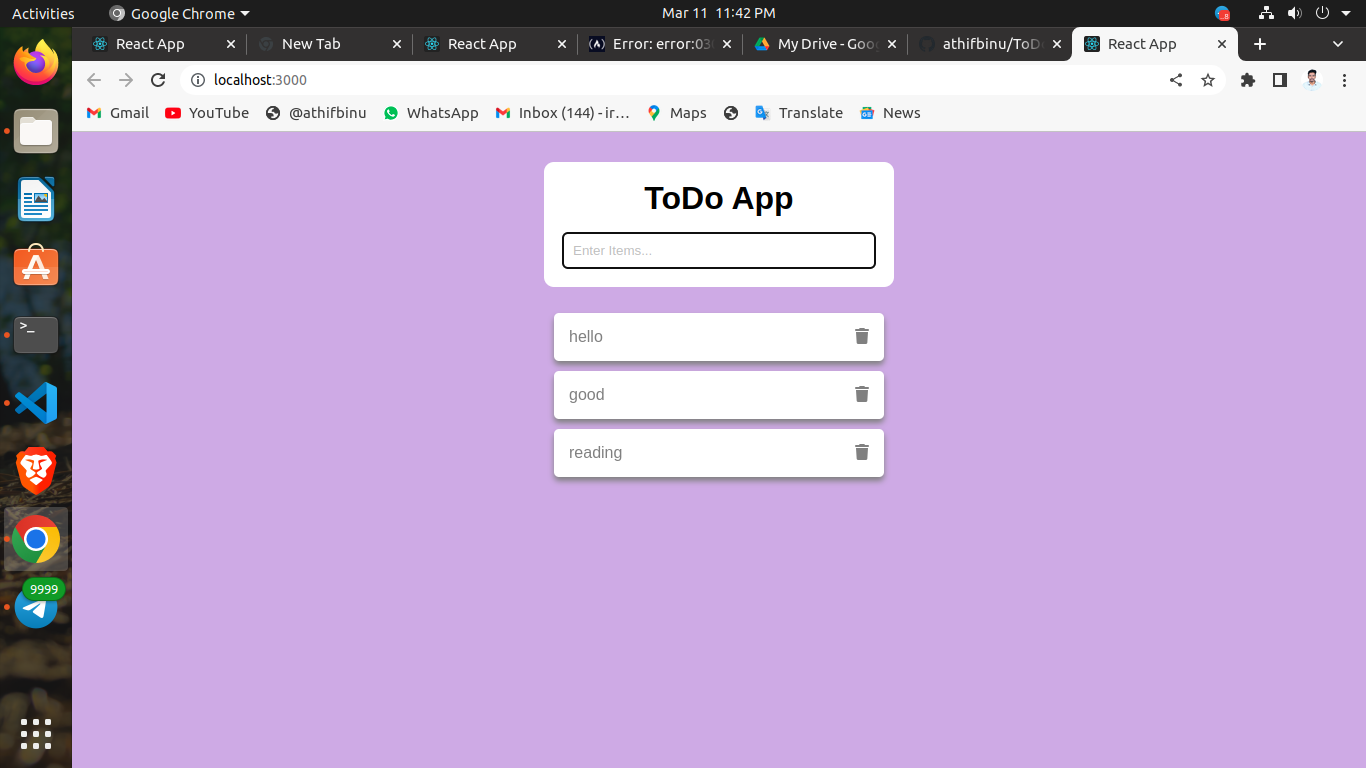 Activities Google Chrome Mar 11 11:42 PM
React App New Tab React App Error: error:03 My Drive - Goog athifbinu/ToD React App
localhost:3000
Gmail YouTube @athifbinu WhatsApp Inbox (144) - ir… Maps Translate News
ToDo App
Enter Items...
hello
good
reading
>_
9999